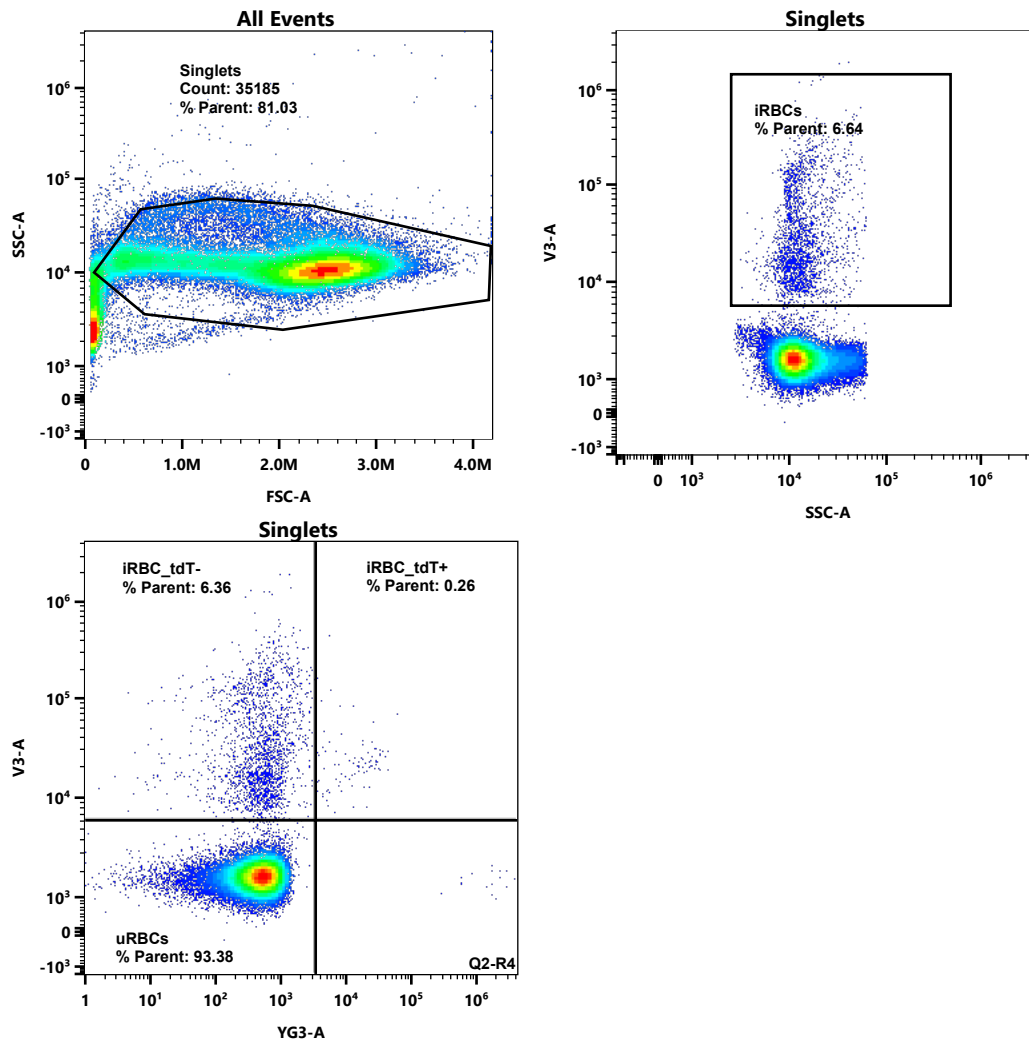 All Events
Singlets
Count: 35185
% Parent: 81.03
SSC-A
10⁶
10⁵
10⁴
10³
0
-10³
0
1.0M
2.0M
3.0M
4.0M
FSC-A
Singlets
iRBCs
% Parent: 6.64
V3-A
10⁶
10⁵
10⁴
10³
0
-10³
0
10³
10⁴
10⁵
10⁶
SSC-A
Singlets
iRBC_tdT-
% Parent: 6.36
iRBC_tdT+
% Parent: 0.26
V3-A
10⁶
10⁵
10⁴
10³
0
-10³
uRBCs
% Parent: 93.38
Q2-R4
1
10¹
10²
10³
10⁴
10⁵
10⁶
YG3-A